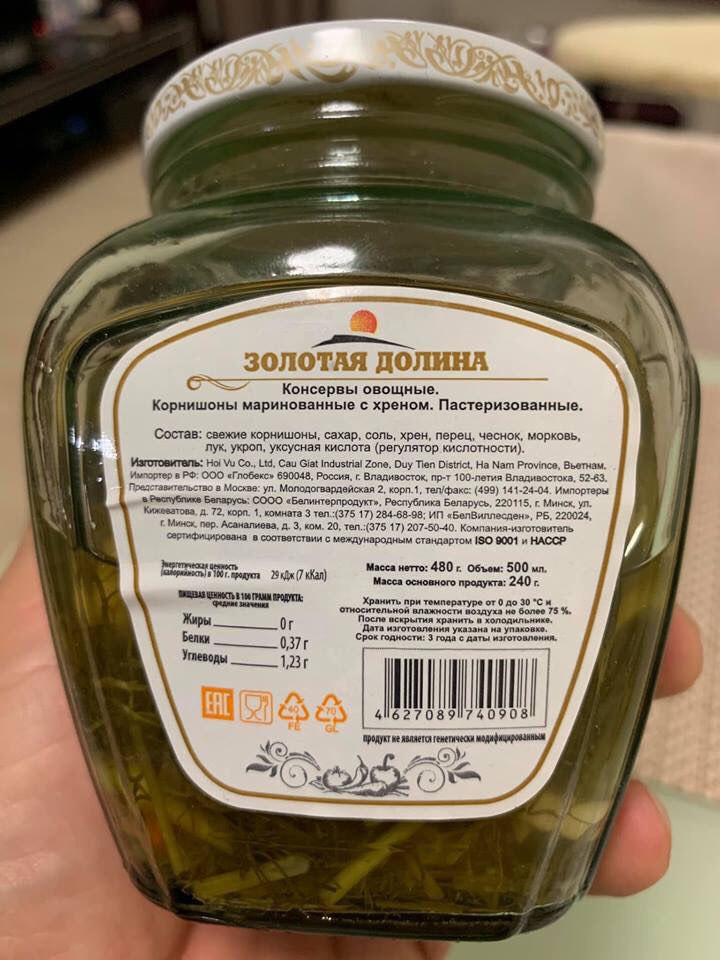 ЗОЛОТАЯ ДОЛИНА
Консервы овощные.
Корнишоны маринованные с хреном. Пастеризованные.
Состав: свежие корнишоны, сахар, соль, хрен, перец, чеснок, морковь,
лук, укроп, уксусная кислота (регулятор кислотности).
Изготовитель: Hoi Vu Co., Ltd, Cau Giat Industrial Zone, Duy Tien District, Ha Nam Province, Вьетнам.
Импортер в РФ: ООО «Глобекс» 690048, Россия, г. Владивосток, пр-т 100-летия Владивостока, 52-63.
Представительство в Москве: ул. Молодогвардейская 2, корп.1, тел/факс: (499) 141-24-04. Импортеры
в Республике Беларусь: СООО «Белинтерпродукт», Республика Беларусь, 220115, г. Минск, ул.
Кижеватова, д. 72, корп. 1, комната 3 тел.:(375 17) 284-68-98; ИП «БелВиллесден», РБ, 220024,
г. Минск, пер. Асаналиева, д. 3, ком. 20, тел.:(375 17) 207-50-40. Компания-изготовитель
сертифицирована в соответствии с международным стандартом ISO 9001 и HACCP
Энергетическая ценность
(калорийность) в 100 г. продукта 29 кДж (7 кКал)
ПИЩЕВАЯ ЦЕННОСТЬ В 100 ГРАММ ПРОДУКТА:
средние значения
Жиры 0 г
Белки 0,37 г
Углеводы 1,23 г
Масса нетто: 480 г. Объем: 500 мл.
Масса основного продукта: 240 г.
Хранить при температуре от 0 до 30 °С и
относительной влажности воздуха не более 75 %.
После вскрытия хранить в холодильнике.
Дата изготовления указана на упаковке.
Срок годности: 3 года с даты изготовления.
EAC
40
FE
70
GL
4 627089 740908
продукт не является генетически модифицированным